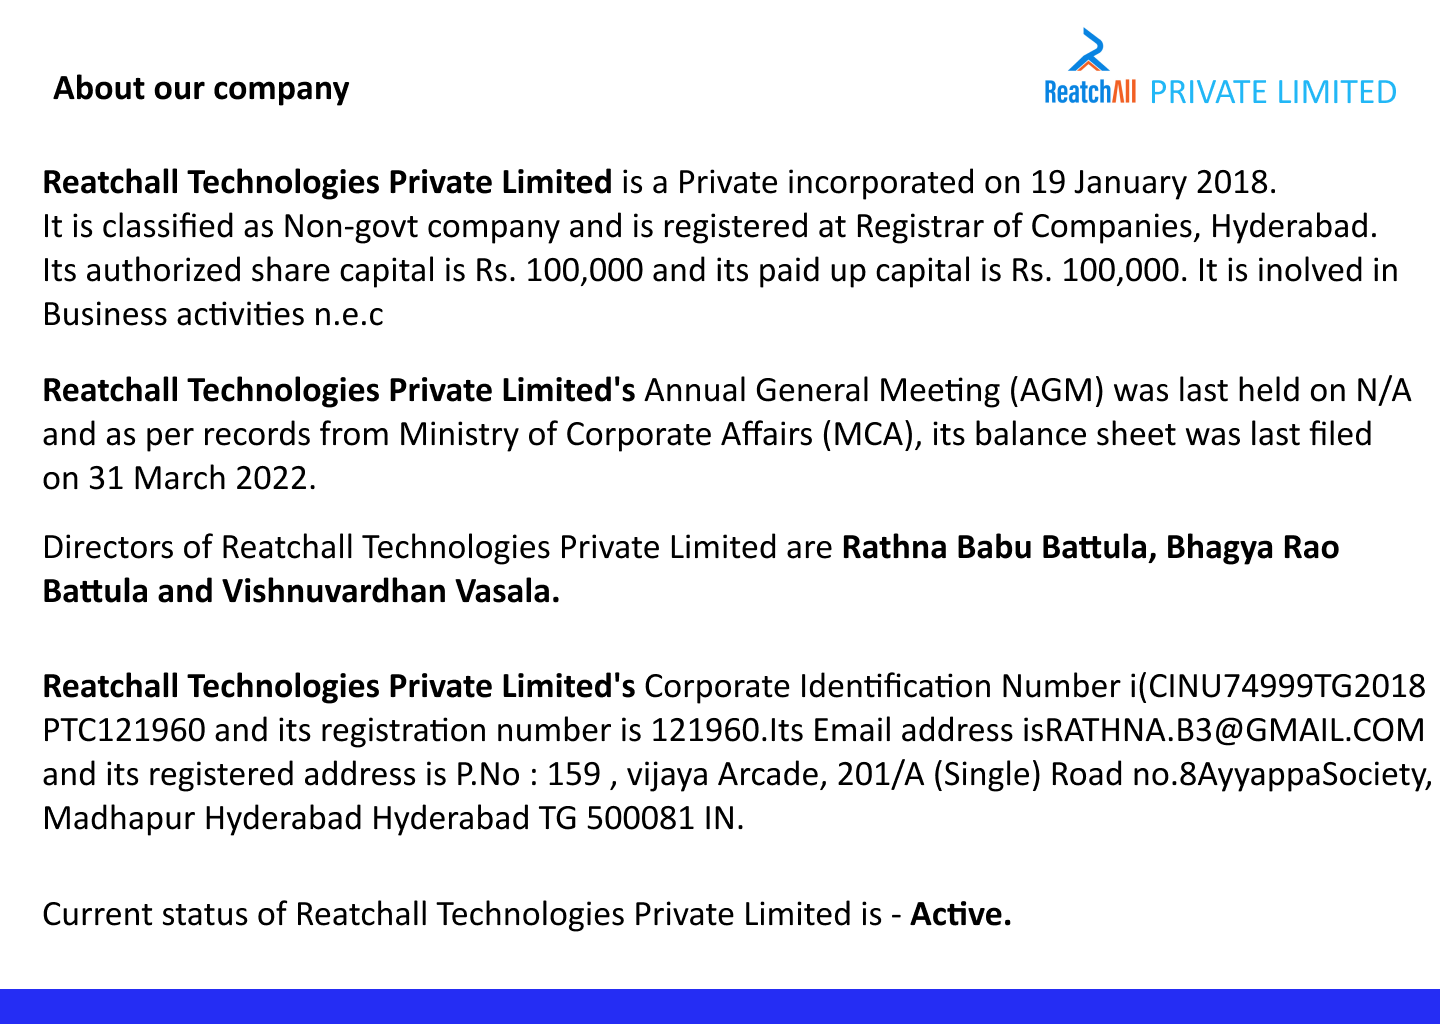 About our company
ReatchAll PRIVATE LIMITED
Reatchall Technologies Private Limited is a Private incorporated on 19 January 2018.
It is classified as Non-govt company and is registered at Registrar of Companies, Hyderabad.
Its authorized share capital is Rs. 100,000 and its paid up capital is Rs. 100,000. It is inolved in
Business activities n.e.c
Reatchall Technologies Private Limited's Annual General Meeting (AGM) was last held on N/A
and as per records from Ministry of Corporate Affairs (MCA), its balance sheet was last filed
on 31 March 2022.
Directors of Reatchall Technologies Private Limited are Rathna Babu Battula, Bhagya Rao
Battula and Vishnuvardhan Vasala.
Reatchall Technologies Private Limited's Corporate Identification Number i(CINU74999TG2018
PTC121960 and its registration number is 121960.Its Email address isRATHNA.B3@GMAIL.COM
and its registered address is P.No : 159 , vijaya Arcade, 201/A (Single) Road no.8AyyappaSociety,
Madhapur Hyderabad Hyderabad TG 500081 IN.
Current status of Reatchall Technologies Private Limited is - Active.